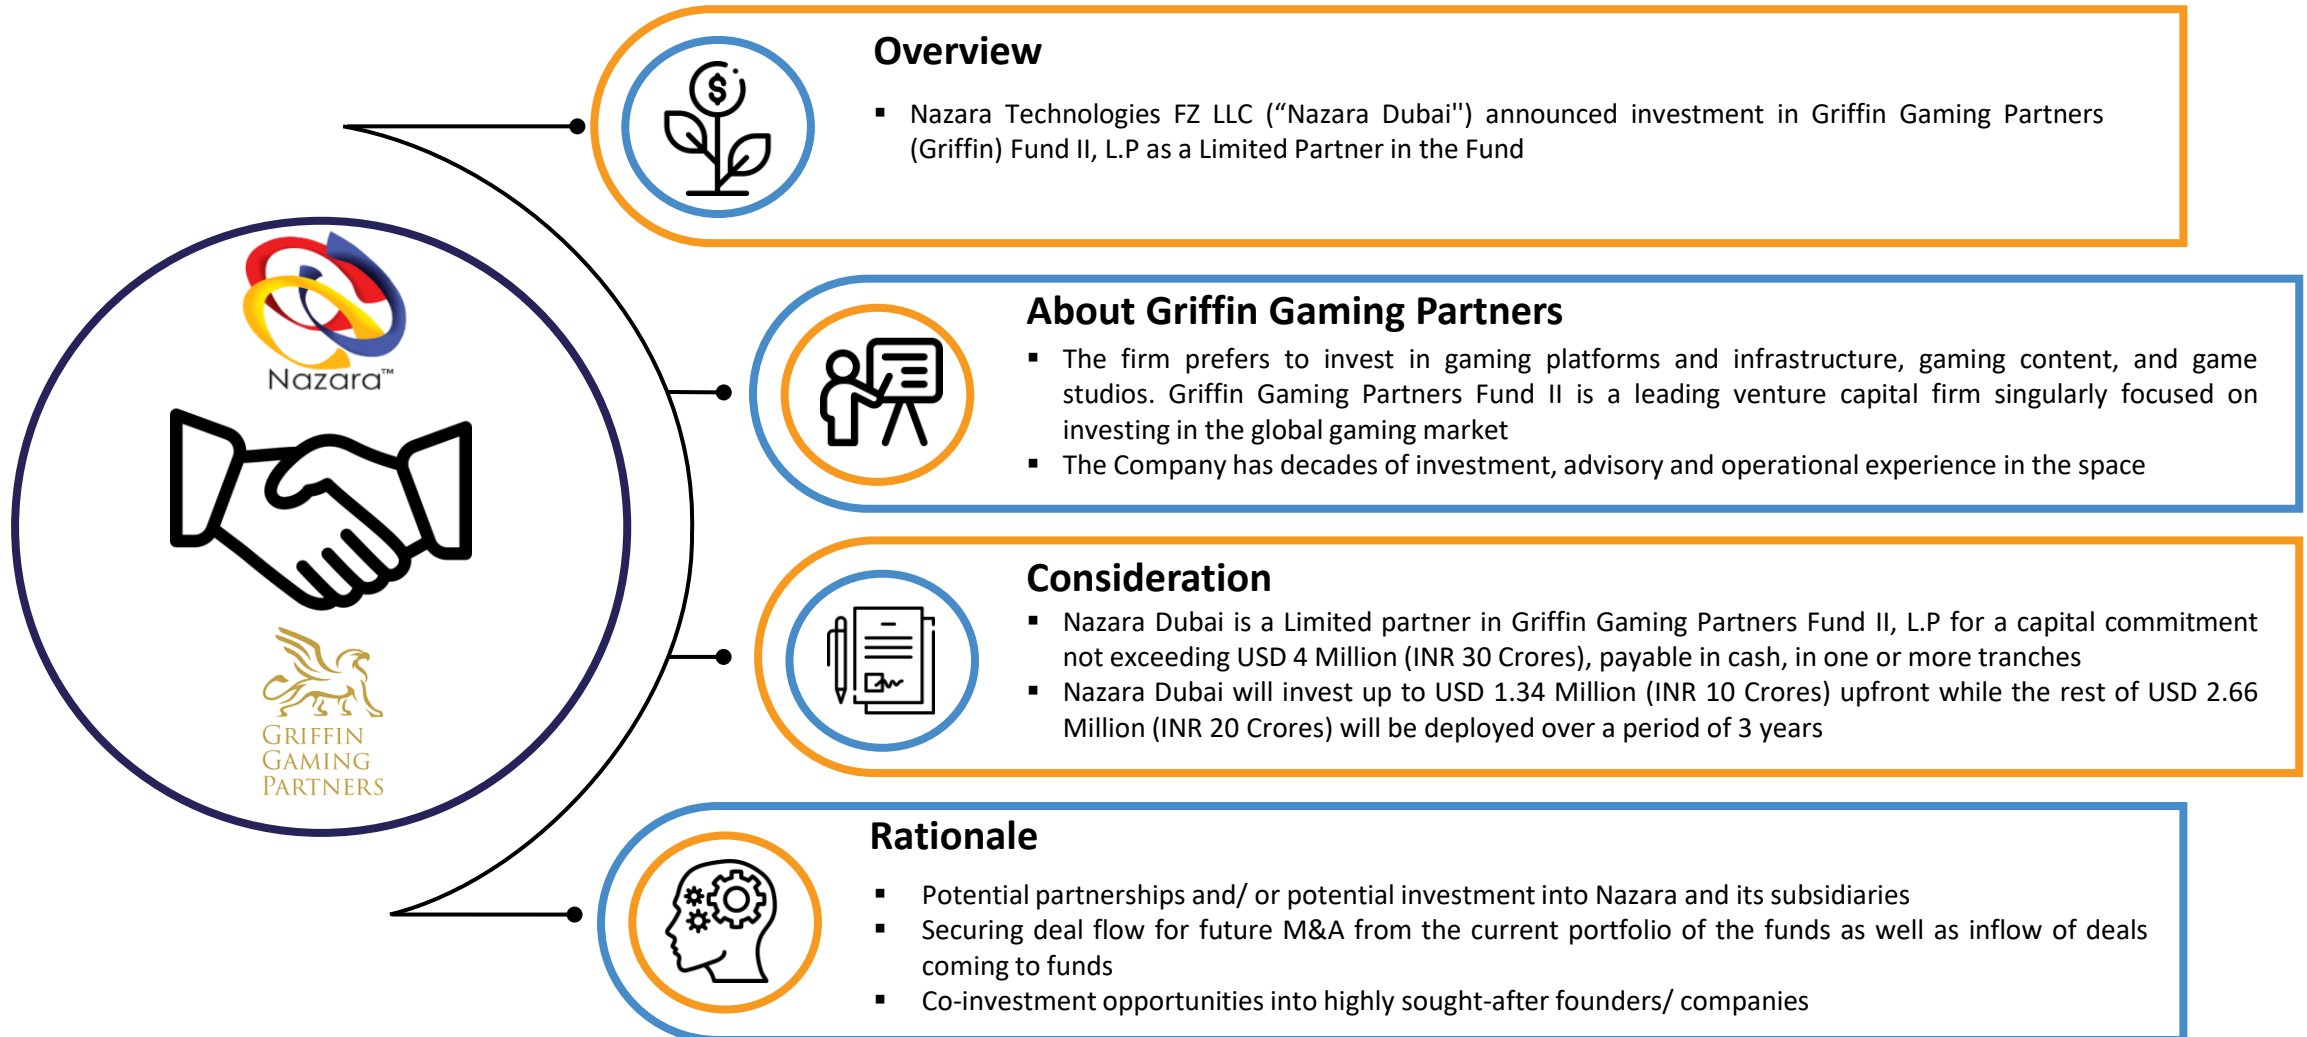 Overview
▪ Nazara Technologies FZ LLC (“Nazara Dubai") announced investment in Griffin Gaming Partners
(Griffin) Fund II, L.P as a Limited Partner in the Fund
Nazara™
GRIFFIN
GAMING
PARTNERS
About Griffin Gaming Partners
▪ The firm prefers to invest in gaming platforms and infrastructure, gaming content, and game
studios. Griffin Gaming Partners Fund II is a leading venture capital firm singularly focused on
investing in the global gaming market
▪ The Company has decades of investment, advisory and operational experience in the space
Consideration
▪ Nazara Dubai is a Limited partner in Griffin Gaming Partners Fund II, L.P for a capital commitment
not exceeding USD 4 Million (INR 30 Crores), payable in cash, in one or more tranches
▪ Nazara Dubai will invest up to USD 1.34 Million (INR 10 Crores) upfront while the rest of USD 2.66
Million (INR 20 Crores) will be deployed over a period of 3 years
Rationale
▪ Potential partnerships and/ or potential investment into Nazara and its subsidiaries
▪ Securing deal flow for future M&A from the current portfolio of the funds as well as inflow of deals
coming to funds
▪ Co-investment opportunities into highly sought-after founders/ companies